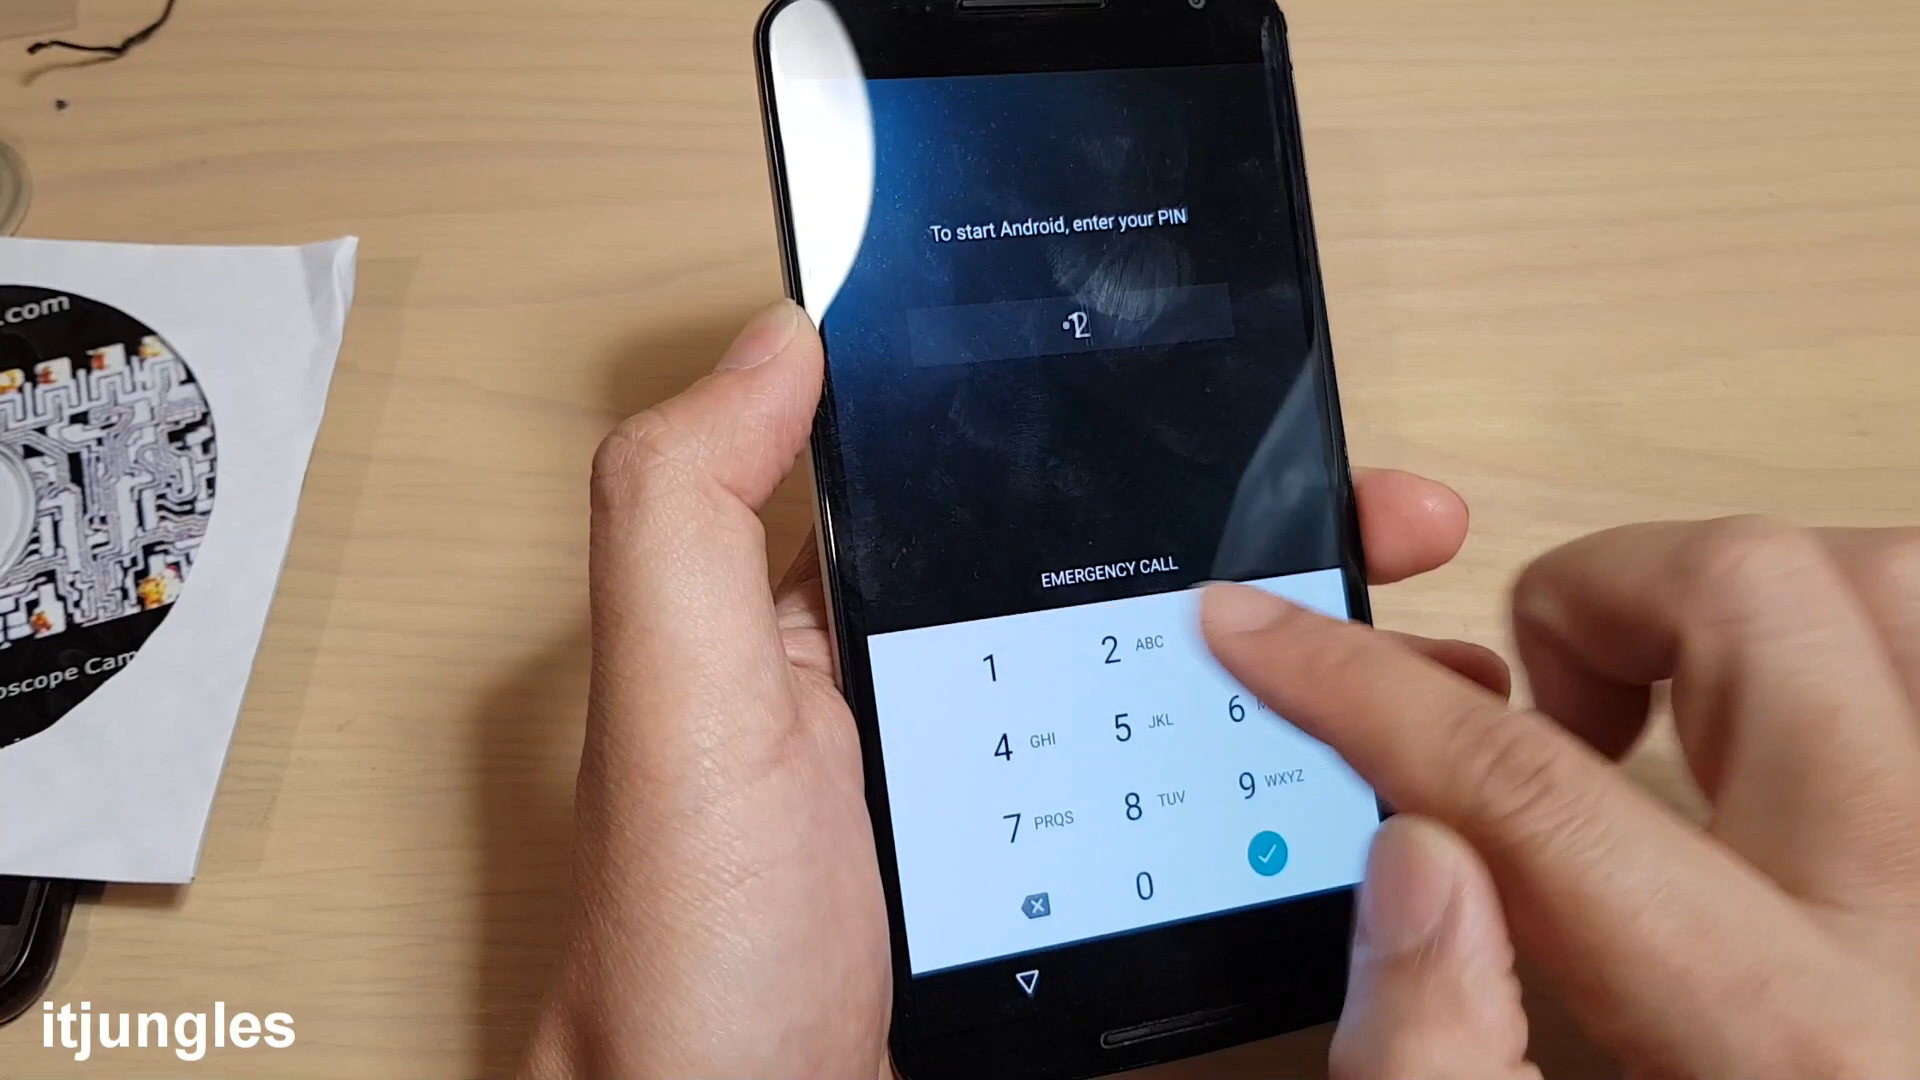 .com
oscope Cam
To start Android, enter your PIN
EMERGENCY CALL
1
2 ABC
4 GHI
5 JKL
6
7 PRQS
8 TUV
9 WXYZ
0
itjungles